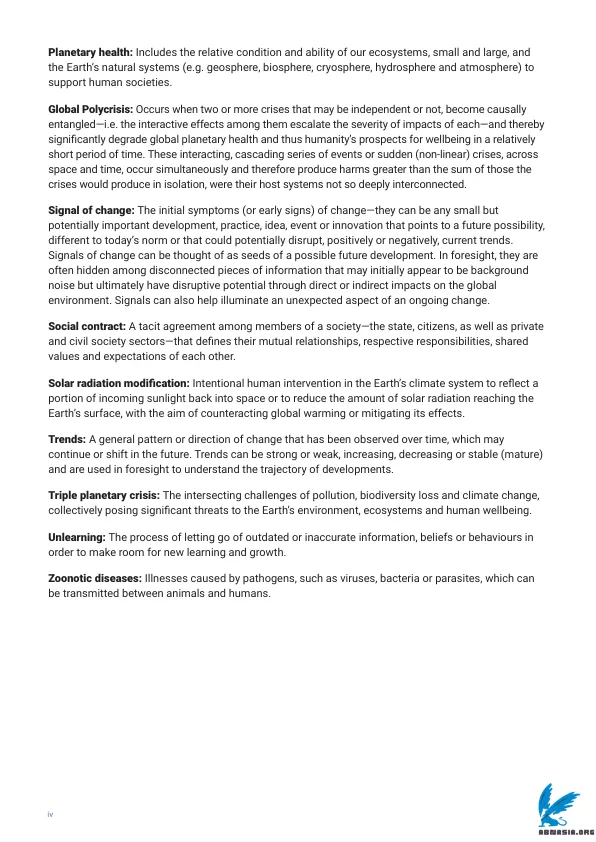 Planetary health: Includes the relative condition and ability of our ecosystems, small and large, and
the Earth’s natural systems (e.g. geosphere, biosphere, cryosphere, hydrosphere and atmosphere) to
support human societies.
Global Polycrisis: Occurs when two or more crises that may be independent or not, become causally
entangled—i.e. the interactive effects among them escalate the severity of impacts of each—and thereby
significantly degrade global planetary health and thus humanity’s prospects for wellbeing in a relatively
short period of time. These interacting, cascading series of events or sudden (non-linear) crises, across
space and time, occur simultaneously and therefore produce harms greater than the sum of those the
crises would produce in isolation, were their host systems not so deeply interconnected.
Signal of change: The initial symptoms (or early signs) of change—they can be any small but
potentially important development, practice, idea, event or innovation that points to a future possibility,
different to today’s norm or that could potentially disrupt, positively or negatively, current trends.
Signals of change can be thought of as seeds of a possible future development. In foresight, they are
often hidden among disconnected pieces of information that may initially appear to be background
noise but ultimately have disruptive potential through direct or indirect impacts on the global
environment. Signals can also help illuminate an unexpected aspect of an ongoing change.
Social contract: A tacit agreement among members of a society—the state, citizens, as well as private
and civil society sectors—that defines their mutual relationships, respective responsibilities, shared
values and expectations of each other.
Solar radiation modification: Intentional human intervention in the Earth’s climate system to reflect a
portion of incoming sunlight back into space or to reduce the amount of solar radiation reaching the
Earth’s surface, with the aim of counteracting global warming or mitigating its effects.
Trends: A general pattern or direction of change that has been observed over time, which may
continue or shift in the future. Trends can be strong or weak, increasing, decreasing or stable (mature)
and are used in foresight to understand the trajectory of developments.
Triple planetary crisis: The intersecting challenges of pollution, biodiversity loss and climate change,
collectively posing significant threats to the Earth’s environment, ecosystems and human wellbeing.
Unlearning: The process of letting go of outdated or inaccurate information, beliefs or behaviours in
order to make room for new learning and growth.
Zoonotic diseases: Illnesses caused by pathogens, such as viruses, bacteria or parasites, which can
be transmitted between animals and humans.
iv
ABNASIA.ORG